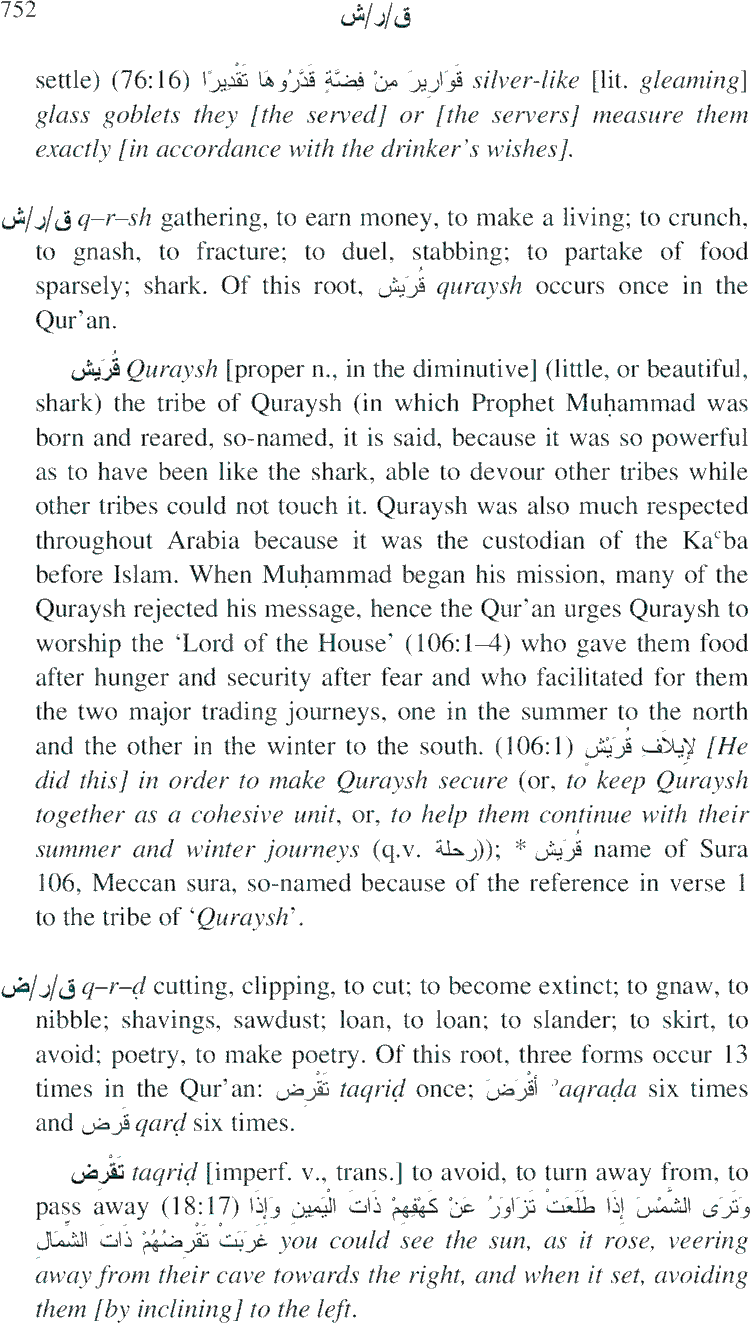 752
ق/ر/ش
settle) (76:16) قَوَارِيرَ مِنْ فِضَّةٍ قَدَّرُوهَا تَقْدِيرًا silver-like [lit. gleaming]
glass goblets they [the served] or [the servers] measure them
exactly [in accordance with the drinker's wishes].
ق/ر/ش q–r–sh gathering, to earn money, to make a living; to crunch,
to gnash, to fracture; to duel, stabbing; to partake of food
sparsely; shark. Of this root, قُرَيش quraysh occurs once in the
Qur'an.
قُرَيش Quraysh [proper n., in the diminutive] (little, or beautiful,
shark) the tribe of Quraysh (in which Prophet Muḥammad was
born and reared, so-named, it is said, because it was so powerful
as to have been like the shark, able to devour other tribes while
other tribes could not touch it. Quraysh was also much respected
throughout Arabia because it was the custodian of the Kaᶜba
before Islam. When Muḥammad began his mission, many of the
Quraysh rejected his message, hence the Qur'an urges Quraysh to
worship the ‘Lord of the House’ (106:1–4) who gave them food
after hunger and security after fear and who facilitated for them
the two major trading journeys, one in the summer to the north
and the other in the winter to the south. (106:1) لإِيلاَفِ قُرَيْشٍ [He
did this] in order to make Quraysh secure (or, to keep Quraysh
together as a cohesive unit, or, to help them continue with their
summer and winter journeys (q.v. رحلة)); * قُرَيش name of Sura
106, Meccan sura, so-named because of the reference in verse 1
to the tribe of ‘Quraysh’.
ق/ر/ض q–r–ḍ cutting, clipping, to cut; to become extinct; to gnaw, to
nibble; shavings, sawdust; loan, to loan; to slander; to skirt, to
avoid; poetry, to make poetry. Of this root, three forms occur 13
times in the Qur'an: تَقْرِض taqriḍ once; أَقْرَضَ ʾaqraḍa six times
and قَرض qarḍ six times.
تَقْرض taqriḍ [imperf. v., trans.] to avoid, to turn away from, to
pass away (18:17) وَتَرَى الشَّمْسَ إِذَا طَلَعَتْ تَزَاوَرُ عَنْ كَهْفِهِمْ ذَاتَ الْيَمِينِ وَإِذَا
غَرَبَتْ تَقْرِضُهُمْ ذَاتَ الشِّمَالِ you could see the sun, as it rose, veering
away from their cave towards the right, and when it set, avoiding
them [by inclining] to the left.